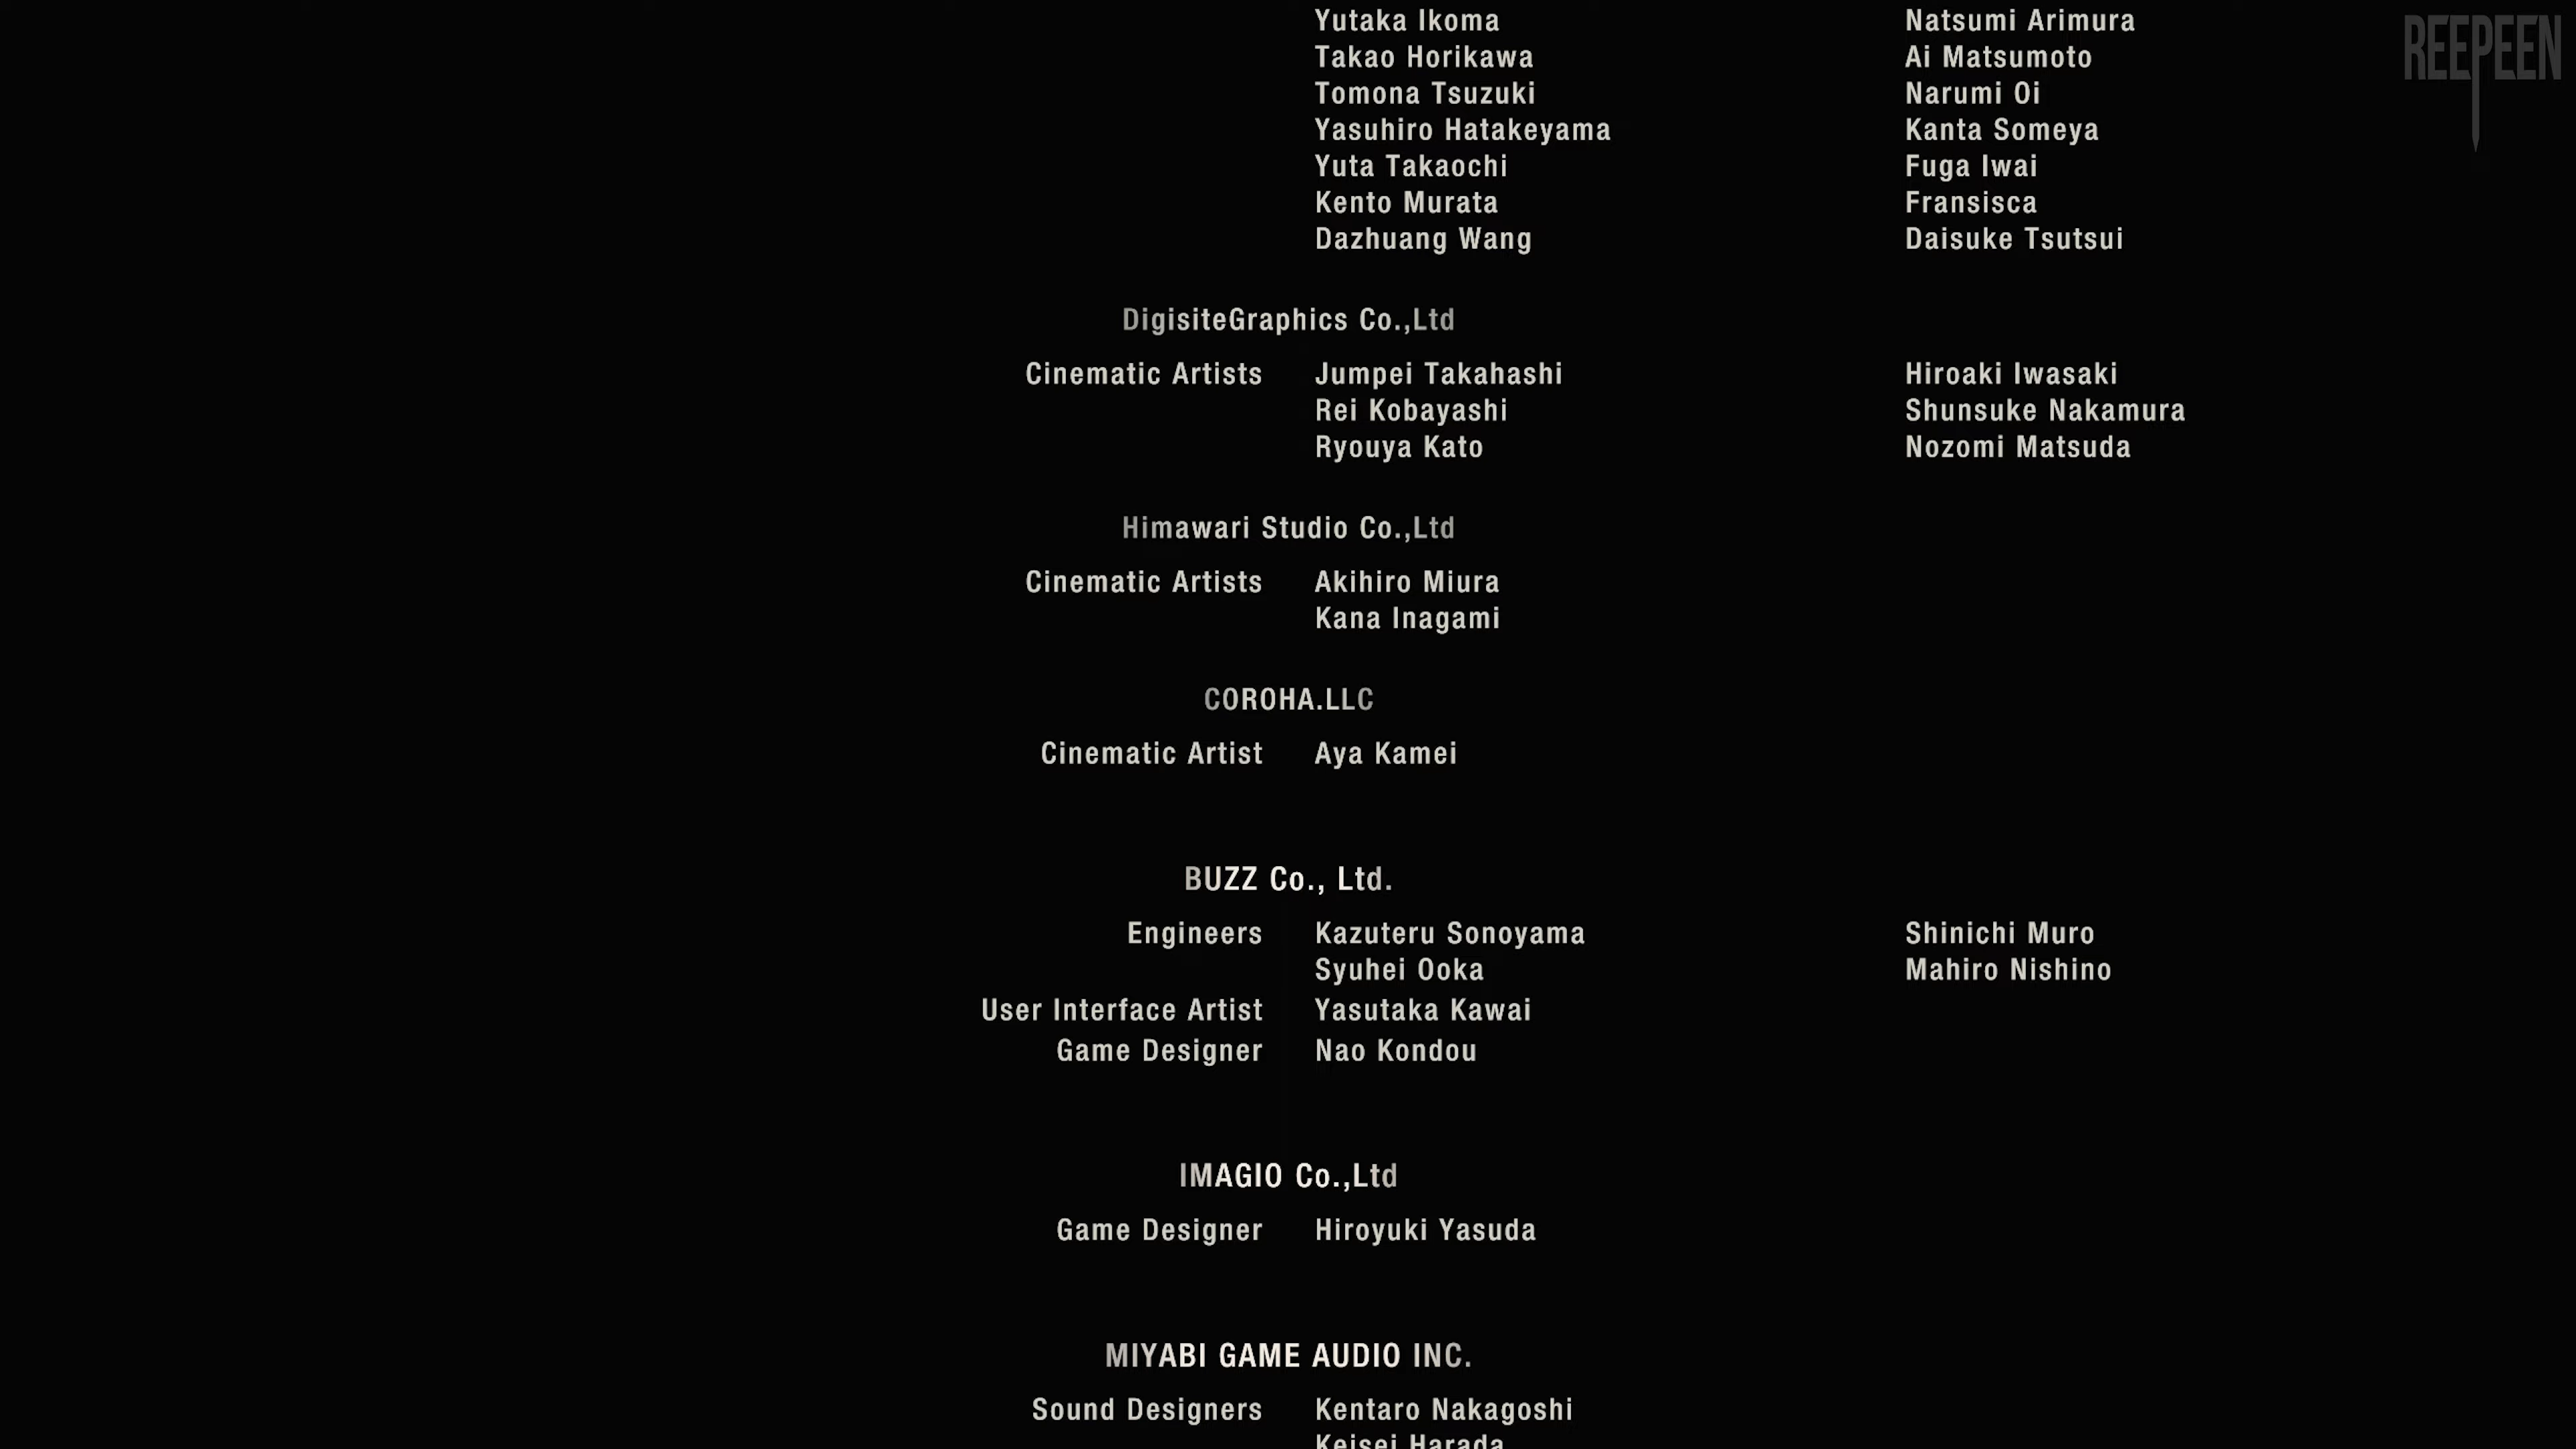 Yutaka Ikoma Natsumi Arimura
Takao Horikawa Ai Matsumoto
Tomona Tsuzuki Narumi Oi
Yasuhiro Hatakeyama Kanta Someya
Yuta Takaochi Fuga Iwai
Kento Murata Fransisca
Dazhuang Wang Daisuke Tsutsui
REEPEEN
DigisiteGraphics Co.,Ltd
Cinematic Artists Jumpei Takahashi Hiroaki Iwasaki
Rei Kobayashi Shunsuke Nakamura
Ryouya Kato Nozomi Matsuda
Himawari Studio Co.,Ltd
Cinematic Artists Akihiro Miura
Kana Inagami
COROHA.LLC
Cinematic Artist Aya Kamei
BUZZ Co., Ltd.
Engineers Kazuteru Sonoyama Shinichi Muro
Syuhei Ooka Mahiro Nishino
User Interface Artist Yasutaka Kawai
Game Designer Nao Kondou
IMAGIO Co.,Ltd
Game Designer Hiroyuki Yasuda
MIYABI GAME AUDIO INC.
Sound Designers Kentaro Nakagoshi
Keisei Harada